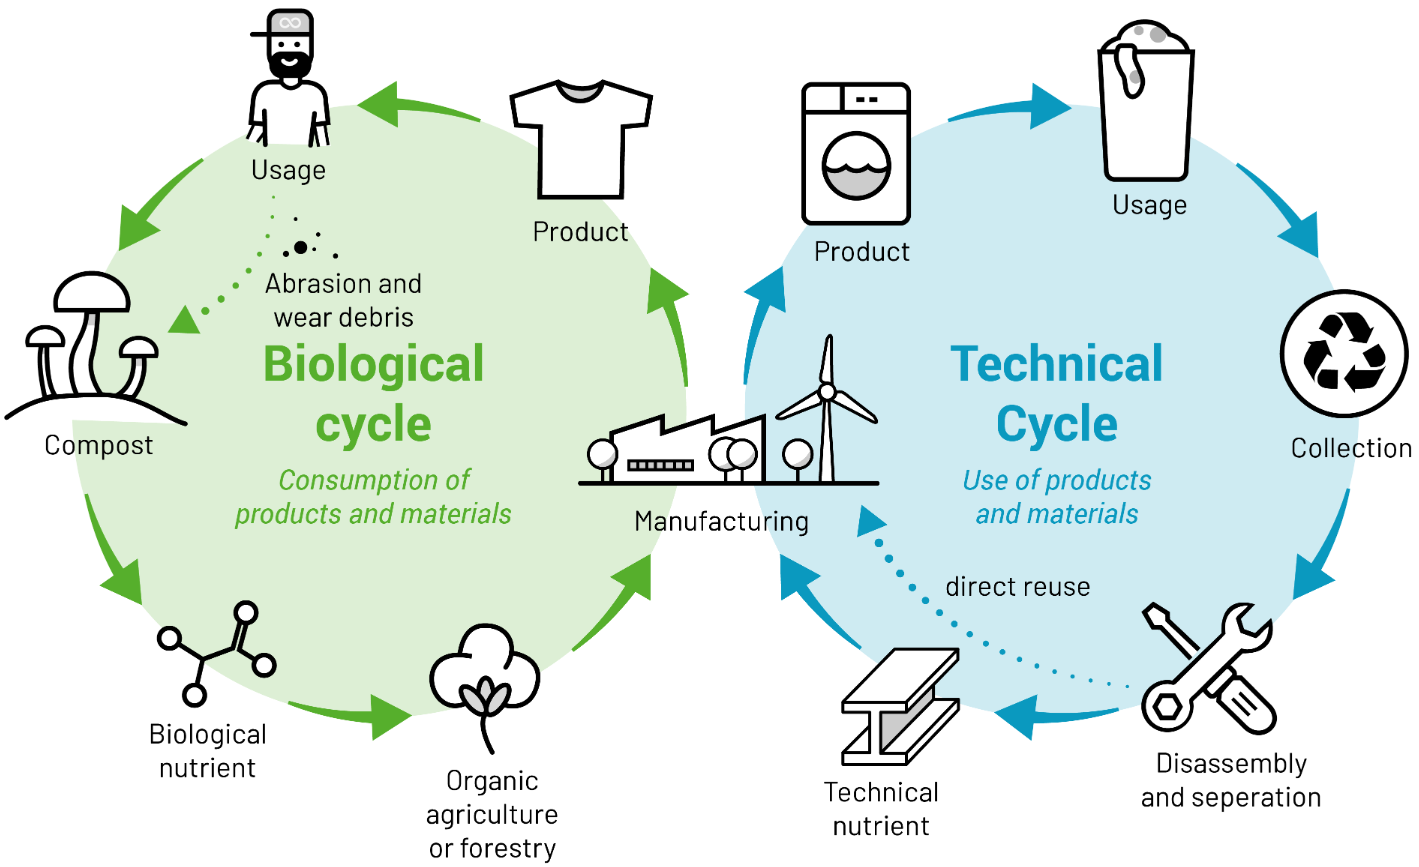 Usage
Product
Abrasion and
wear debris
Biological
cycle
Consumption of
products and materials
Compost
Biological
nutrient
Organic
agriculture
or forestry
Manufacturing
Product
Usage
Technical
Cycle
Use of products
and materials
Collection
direct reuse
Disassembly
and seperation
Technical
nutrient